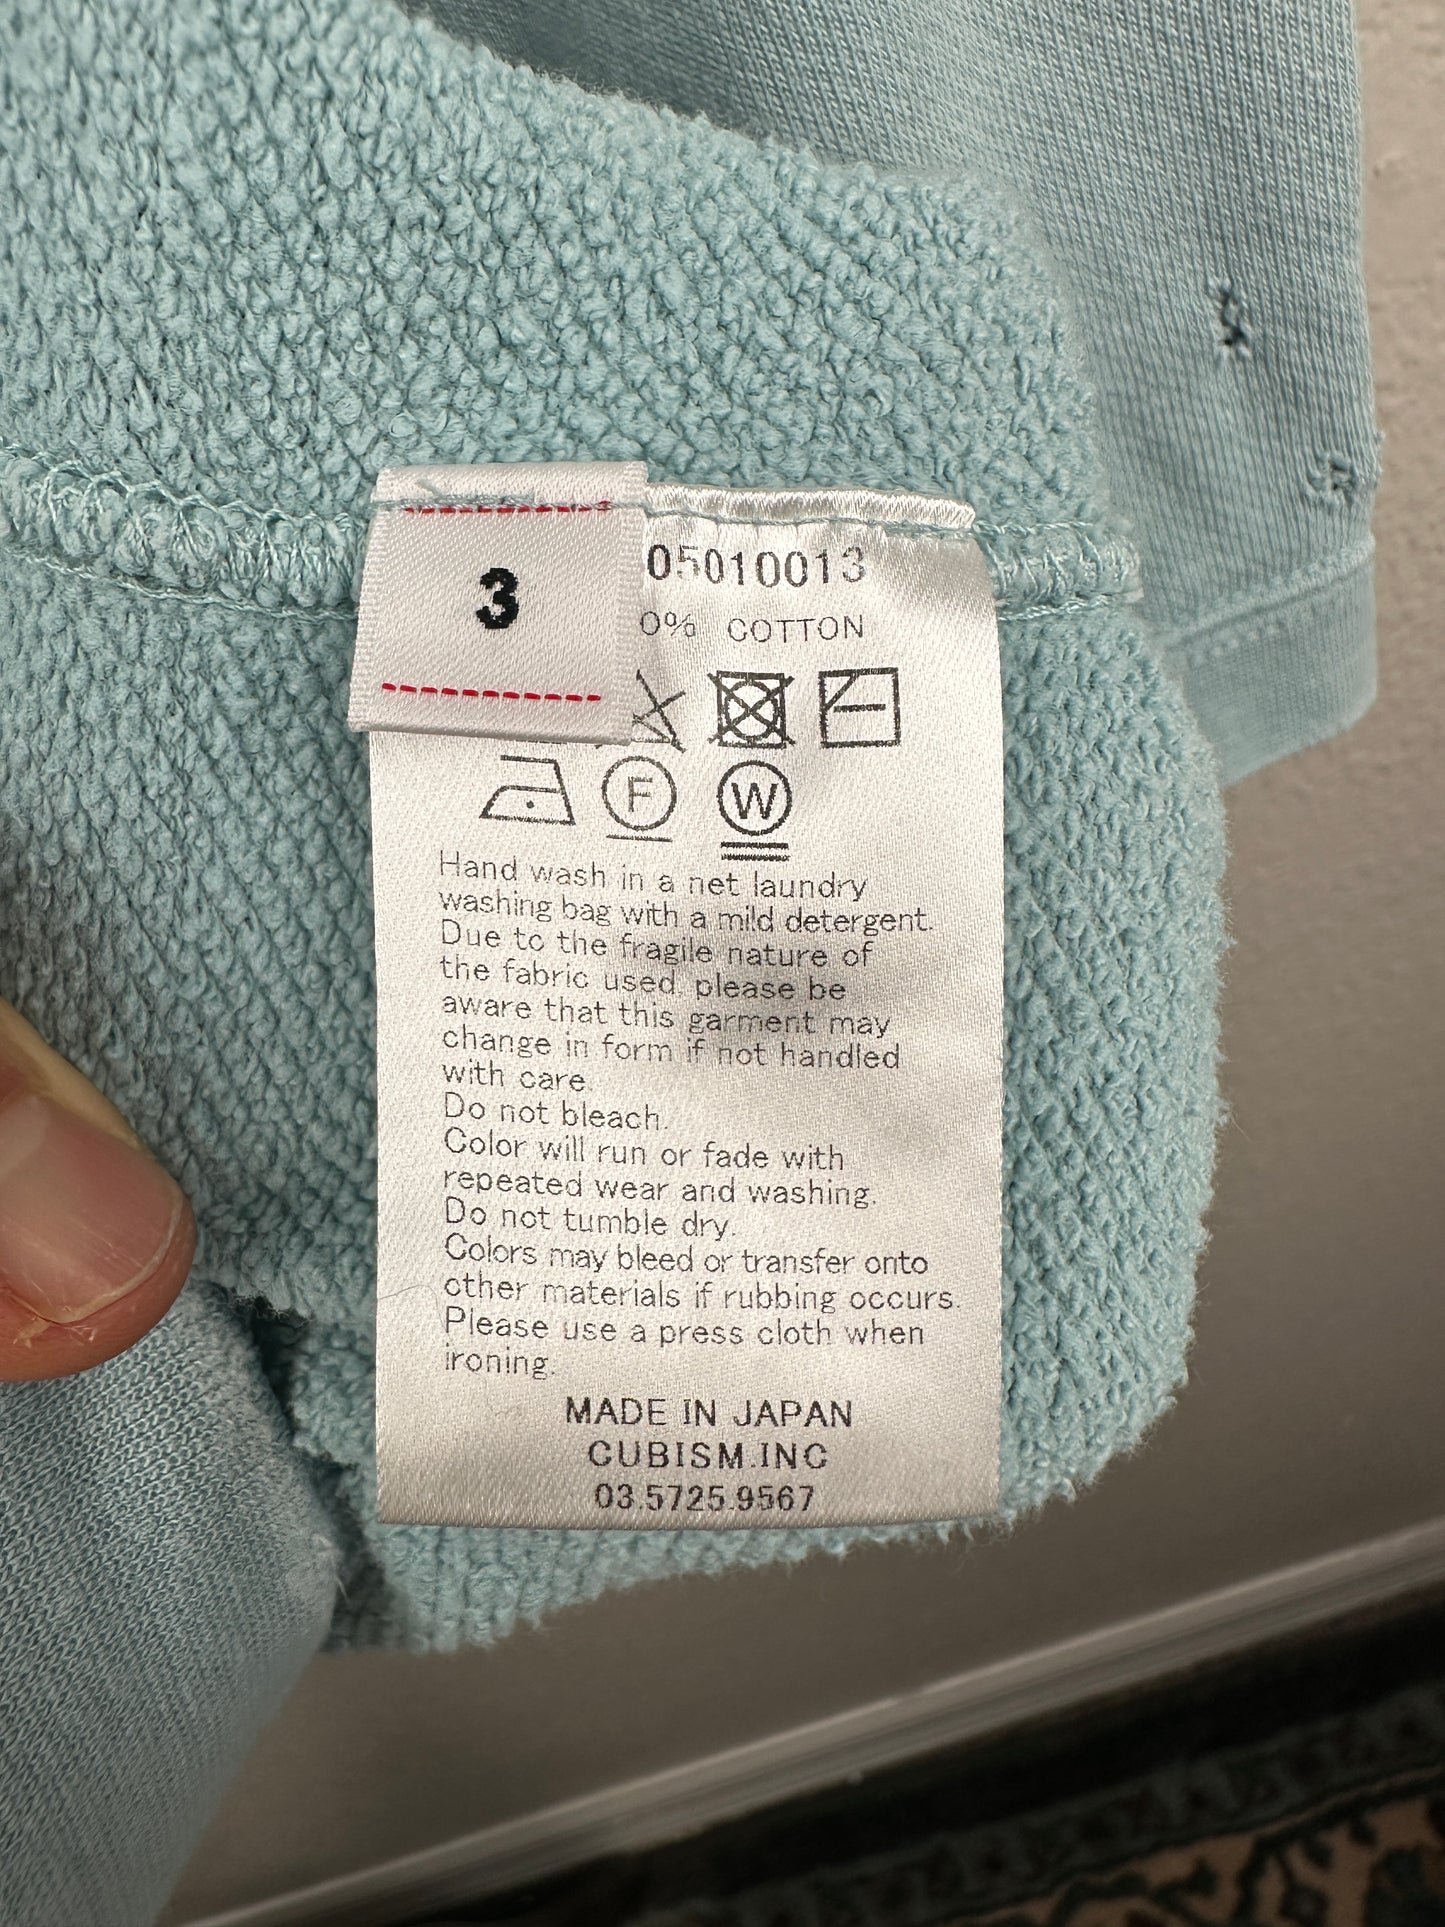 3
05010013
0% COTTON
F
W
Hand wash in a net laundry
washing bag with a mild detergent.
Due to the fragile nature of
the fabric used, please be
aware that this garment may
change in form if not handled
with care.
Do not bleach.
Color will run or fade with
repeated wear and washing.
Do not tumble dry.
Colors may bleed or transfer onto
other materials if rubbing occurs.
Please use a press cloth when
ironing.
MADE IN JAPAN
CUBISM.INC
03.5725.9567